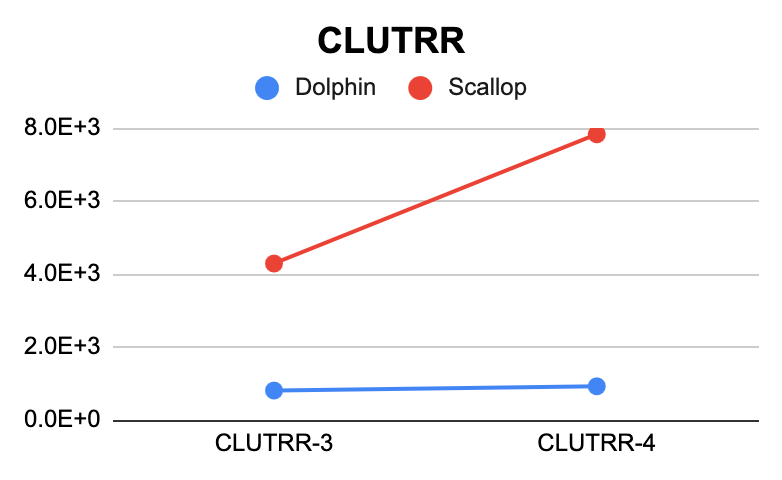 CLUTRR
Dolphin Scallop
8.0E+3
6.0E+3
4.0E+3
2.0E+3
0.0E+0
CLUTRR-3 CLUTRR-4